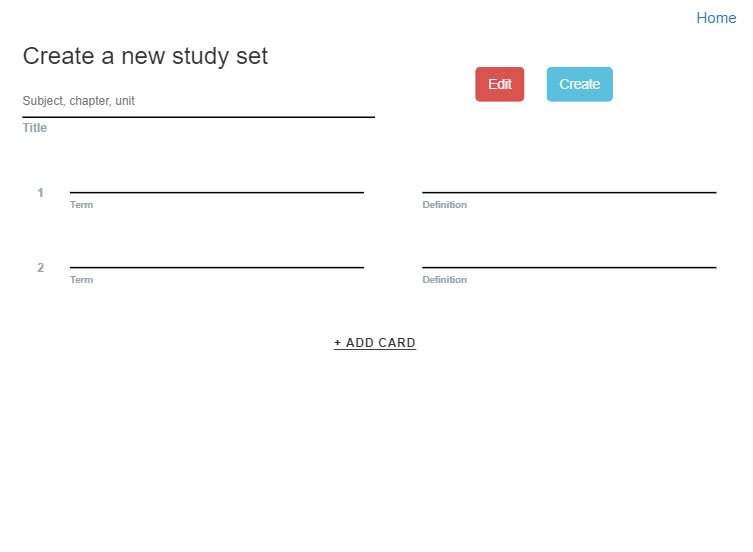 Home
Create a new study set
Edit
Create
Subject, chapter, unit
Title
1
Term
Definition
2
Term
Definition
+ ADD CARD